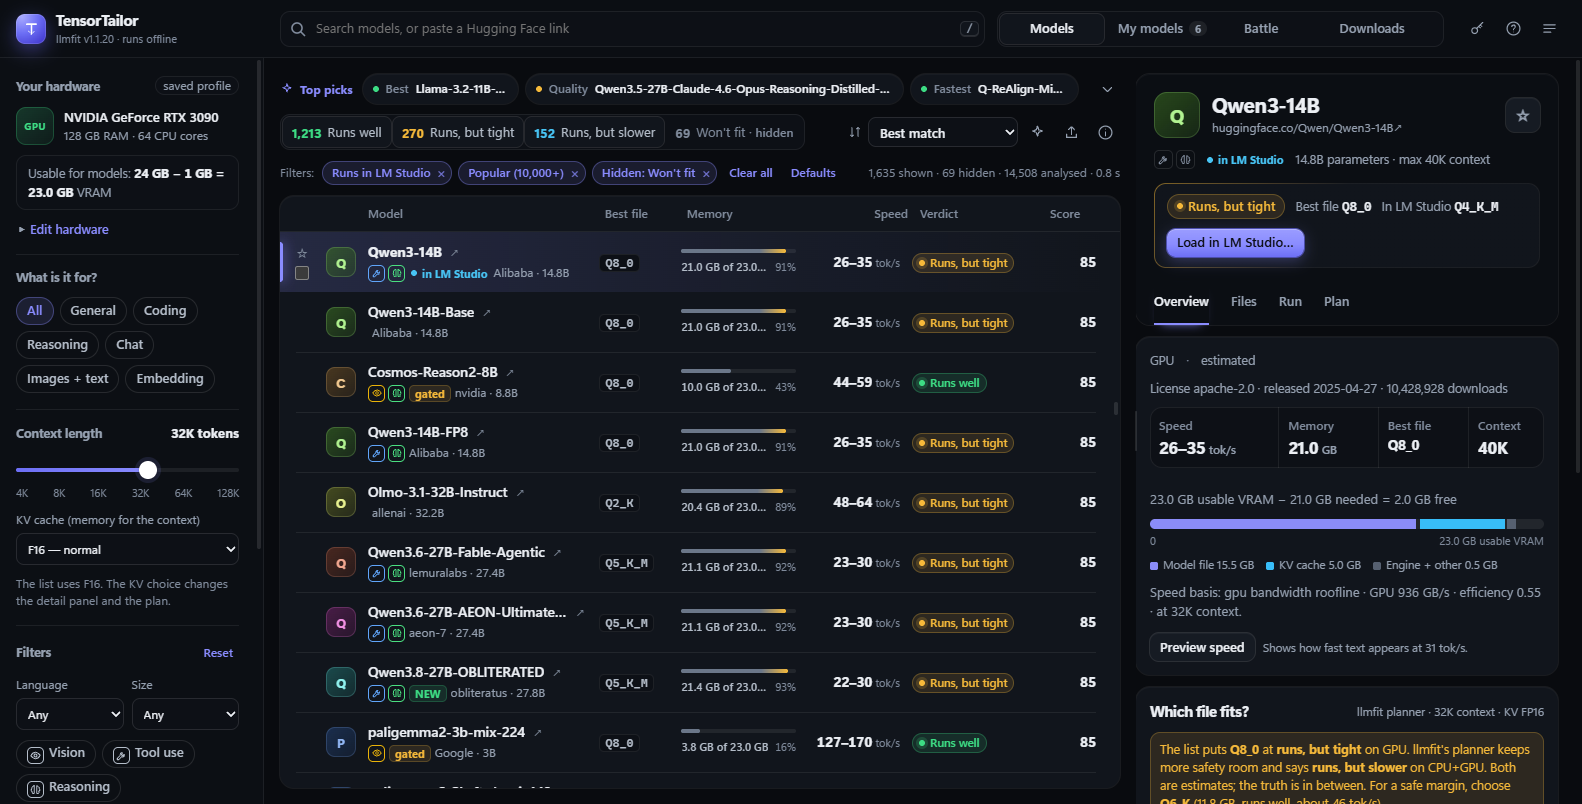 TensorTailor
llmfit v1.1.20 · runs offline
Search models, or paste a Hugging Face link
/
Models
My models 6
Battle
Downloads
Your hardware
saved profile
GPU
NVIDIA GeForce RTX 3090
128 GB RAM · 64 CPU cores
Usable for models: 24 GB − 1 GB =
23.0 GB VRAM
▸ Edit hardware
What is it for?
All
General
Coding
Reasoning
Chat
Images + text
Embedding
Context length
32K tokens
4K 8K 16K 32K 64K 128K
KV cache (memory for the context)
F16 — normal
The list uses F16. The KV choice changes
the detail panel and the plan.
Filters
Reset
Language
Size
Any
Any
Vision
Tool use
Reasoning
Top picks
Best Llama-3.2-11B-...
Quality Qwen3.5-27B-Claude-4.6-Opus-Reasoning-Distilled-...
Fastest Q-ReAlign-Mi...
1,213 Runs well
270 Runs, but tight
152 Runs, but slower
69 Won't fit · hidden
Best match
Filters:
Runs in LM Studio ×
Popular (10,000+) ×
Hidden: Won't fit ×
Clear all
Defaults
1,635 shown · 69 hidden · 14,508 analysed · 0.8 s
Model Best file Memory Speed Verdict Score
Qwen3-14B ↗
in LM Studio Alibaba · 14.8B
Q8_0
21.0 GB of 23.0... 91%
26–35 tok/s
Runs, but tight
85
Qwen3-14B-Base ↗
Alibaba · 14.8B
Q8_0
21.0 GB of 23.0... 91%
26–35 tok/s
Runs, but tight
85
Cosmos-Reason2-8B ↗
gated nvidia · 8.8B
Q8_0
10.0 GB of 23.0... 43%
44–59 tok/s
Runs well
85
Qwen3-14B-FP8 ↗
Alibaba · 14.8B
Q8_0
21.0 GB of 23.0... 91%
26–35 tok/s
Runs, but tight
85
Olmo-3.1-32B-Instruct ↗
allenai · 32.2B
Q2_K
20.4 GB of 23.0... 89%
48–64 tok/s
Runs, but tight
85
Qwen3.6-27B-Fable-Agentic ↗
lemuralabs · 27.4B
Q5_K_M
21.1 GB of 23.0... 92%
23–30 tok/s
Runs, but tight
85
Qwen3.6-27B-AEON-Ultimate... ↗
aeon-7 · 27.4B
Q5_K_M
21.1 GB of 23.0... 92%
23–30 tok/s
Runs, but tight
85
Qwen3.8-27B-OBLITERATED ↗
NEW obliteratus · 27.8B
Q5_K_M
21.4 GB of 23.0... 93%
22–30 tok/s
Runs, but tight
85
paligemma2-3b-mix-224 ↗
gated Google · 3B
Q8_0
3.8 GB of 23.0 GB 16%
127–170 tok/s
Runs well
85
Q
Q
C
Q
O
Q
Q
Q
P
Q
Qwen3-14B
huggingface.co/Qwen/Qwen3-14B↗
in LM Studio 14.8B parameters · max 40K context
Runs, but tight Best file Q8_0 In LM Studio Q4_K_M
Load in LM Studio...
Overview Files Run Plan
GPU · estimated
License apache-2.0 · released 2025-04-27 · 10,428,928 downloads
Speed Memory Best file Context
26–35 tok/s 21.0 GB Q8_0 40K
23.0 GB usable VRAM − 21.0 GB needed = 2.0 GB free
0 23.0 GB usable VRAM
Model file 15.5 GB KV cache 5.0 GB Engine + other 0.5 GB
Speed basis: gpu bandwidth roofline · GPU 936 GB/s · efficiency 0.55
· at 32K context.
Preview speed Shows how fast text appears at 31 tok/s.
Which file fits? llmfit planner · 32K context · KV FP16
The list puts Q8_0 at runs, but tight on GPU. llmfit's planner keeps
more safety room and says runs, but slower on CPU+GPU. Both
are estimates; the truth is in between. For a safe margin, choose
Q6_K (11.8 GB, runs well, about 46 tok/s)